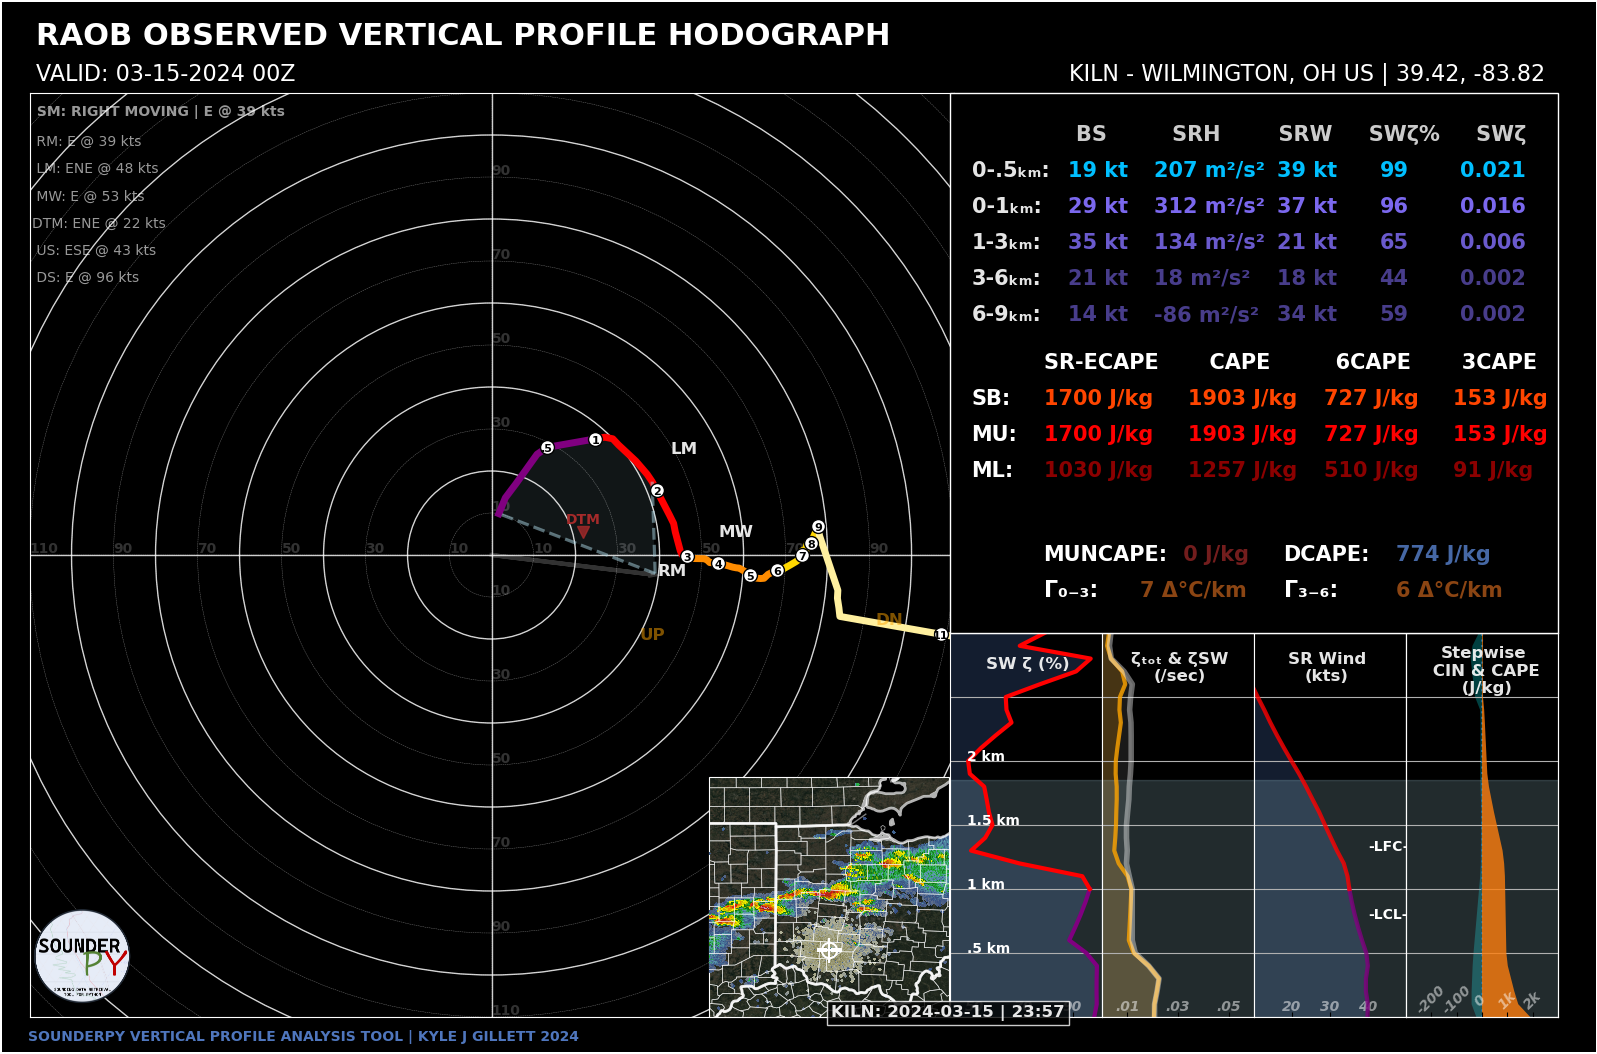 RAOB OBSERVED VERTICAL PROFILE HODOGRAPH
VALID: 03-15-2024 00Z
KILN - WILMINGTON, OH US | 39.42, -83.82
SM: RIGHT MOVING | E @ 39 kts
RM: E @ 39 kts
LM: ENE @ 48 kts
MW: E @ 53 kts
DTM: ENE @ 22 kts
US: ESE @ 43 kts
DS: E @ 96 kts
90
70
50
30
10
110 90 70 50 30 10 10 30 50 70 90
10
30
50
70
90
110
.5 1 2 3 4 5 6 7 8 9 11
LM
DTM
MW
RM
DN
UP
BS SRH SRW SWζ% SWζ
0-.5ₖₘ: 19 kt 207 m²/s² 39 kt 99 0.021
0-1ₖₘ: 29 kt 312 m²/s² 37 kt 96 0.016
1-3ₖₘ: 35 kt 134 m²/s² 21 kt 65 0.006
3-6ₖₘ: 21 kt 18 m²/s² 18 kt 44 0.002
6-9ₖₘ: 14 kt -86 m²/s² 34 kt 59 0.002
SR-ECAPE CAPE 6CAPE 3CAPE
SB: 1700 J/kg 1903 J/kg 727 J/kg 153 J/kg
MU: 1700 J/kg 1903 J/kg 727 J/kg 153 J/kg
ML: 1030 J/kg 1257 J/kg 510 J/kg 91 J/kg
MUNCAPE: 0 J/kg DCAPE: 774 J/kg
Γ₀₋₃: 7 Δ°C/km Γ₃₋₆: 6 Δ°C/km
SW ζ (%)
2 km
1.5 km
1 km
.5 km
ζₜₒₜ & ζSW
(/sec)
.01 .03 .05
SR Wind
(kts)
-LFC-
-LCL-
20 30 40
Stepwise
CIN & CAPE
(J/kg)
-200 -100 0 1k 2k
KILN: 2024-03-15 | 23:57
SOUNDER
PY
SOUNDING DATA RETRIEVAL
TOOL FOR PYTHON
SOUNDERPY VERTICAL PROFILE ANALYSIS TOOL | KYLE J GILLETT 2024